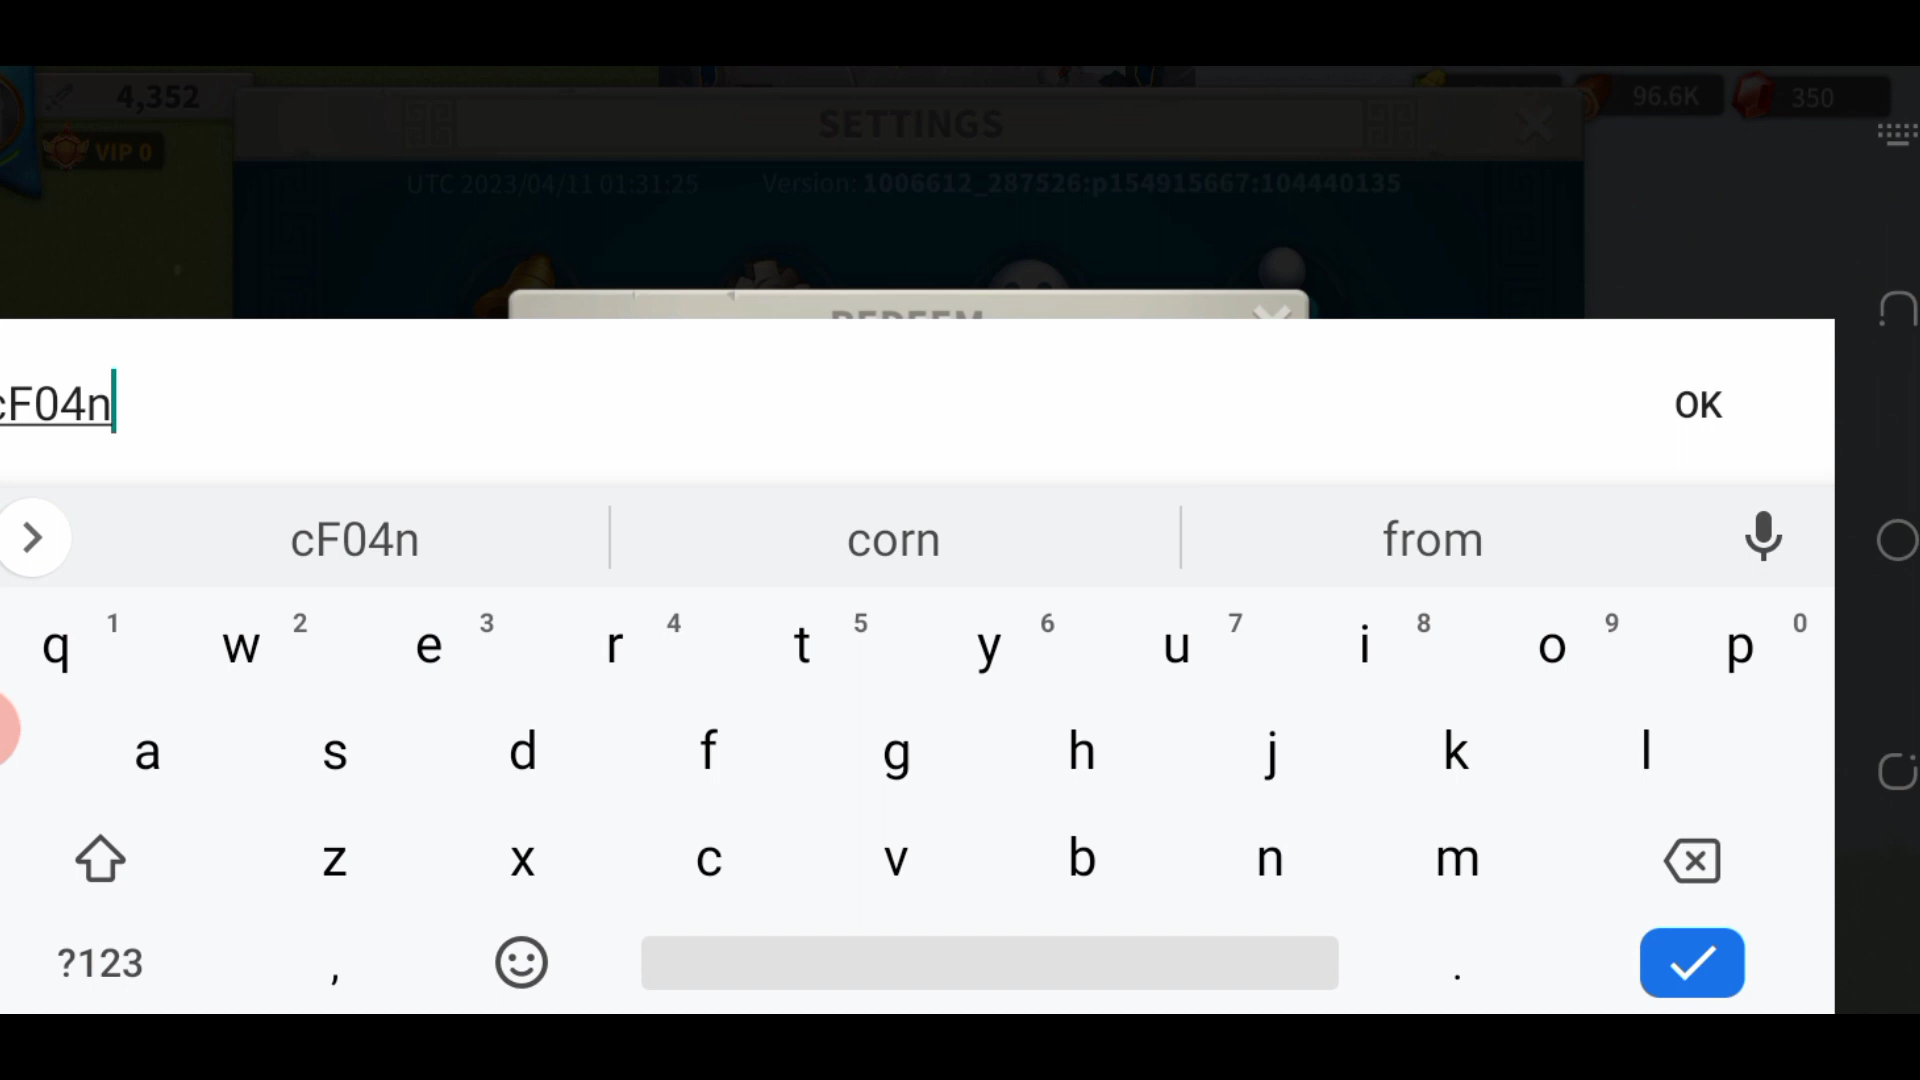 4,352
SETTINGS
96.6K
350
VIP 0
UTC 2023/04/11 01:31:25
Version: 1006612_287526:p154915667:104440135
REDEEM
cF04n
OK
cF04n
corn
from
q 1 w 2 e 3 r 4 t 5 y 6 u 7 i 8 o 9 p 0
a s d f g h j k l
z x c v b n m
?123 , .